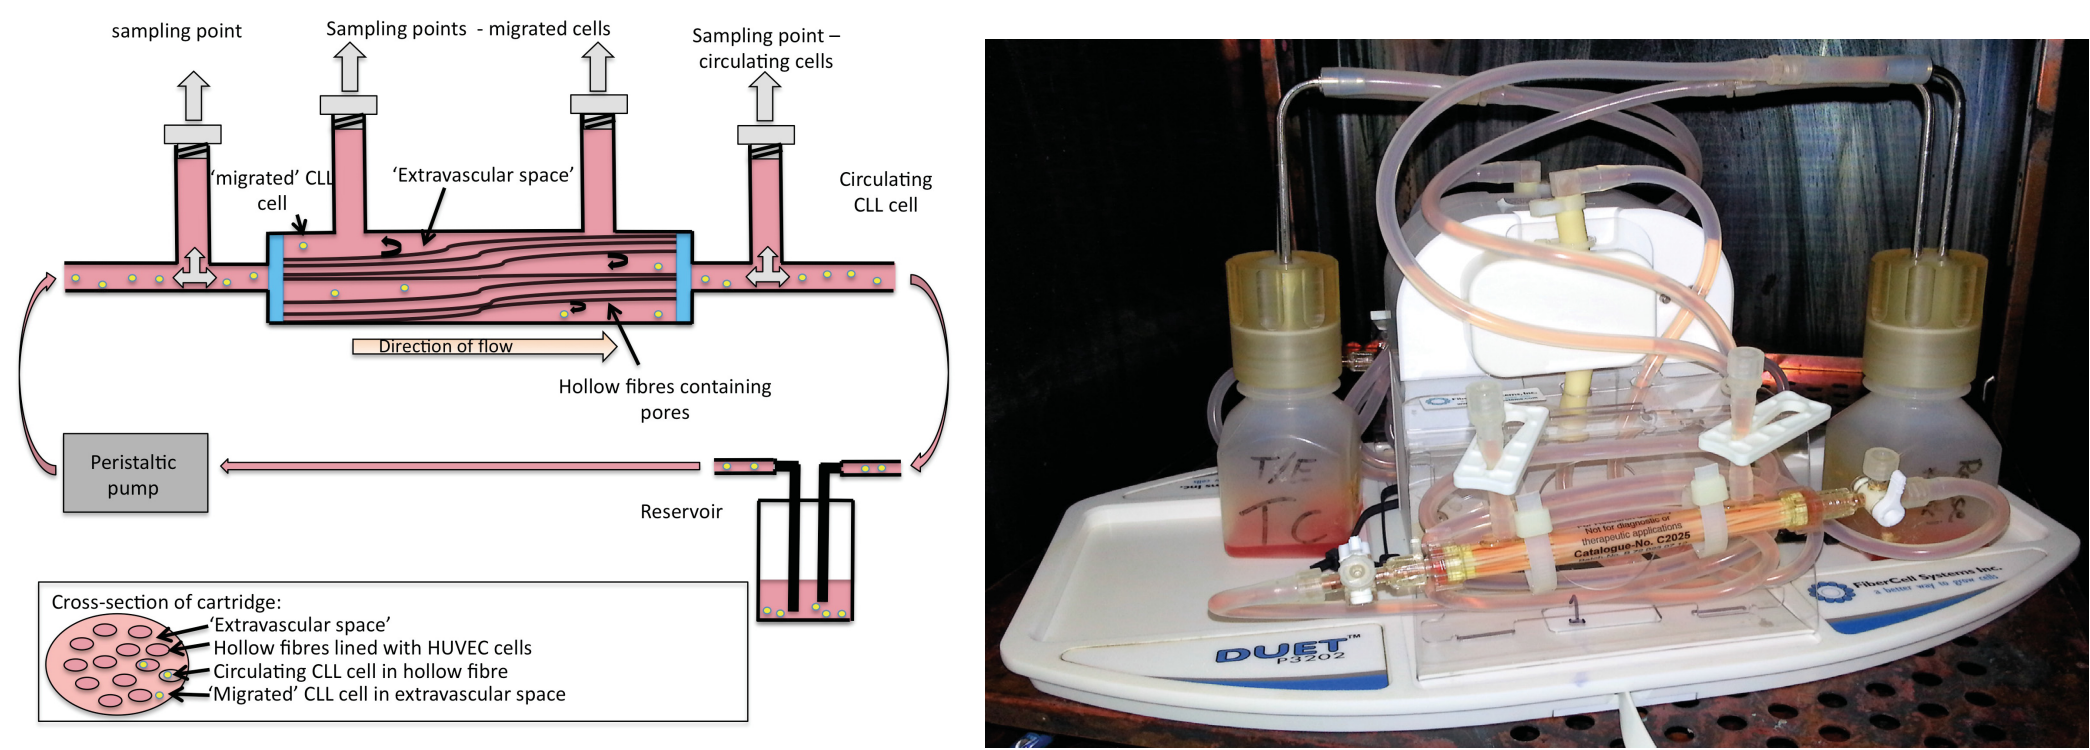 sampling point
Sampling points - migrated cells
Sampling point –
circulating cells
‘migrated’ CLL
cell
‘Extravascular space’
Circulating
CLL cell
Direction of flow
Hollow fibres containing
pores
Peristaltic
pump
Reservoir
Cross-section of cartridge:
‘Extravascular space’
Hollow fibres lined with HUVEC cells
Circulating CLL cell in hollow fibre
‘Migrated’ CLL cell in extravascular space
T/E
TC
Not for diagnostic or
therapeutic applications
Catalogue-No. C2025
FiberCell Systems Inc.
a better way to grow cells
DUET™
P3202